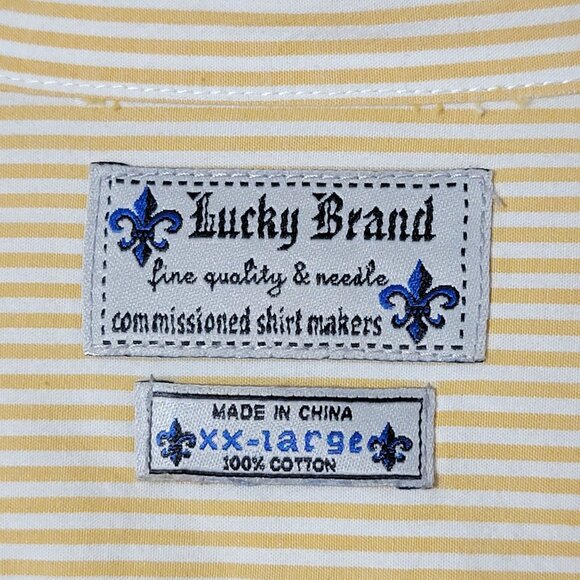 Lucky Brand
fine quality & needle
commissioned shirt makers
MADE IN CHINA
xx-large
100% COTTON